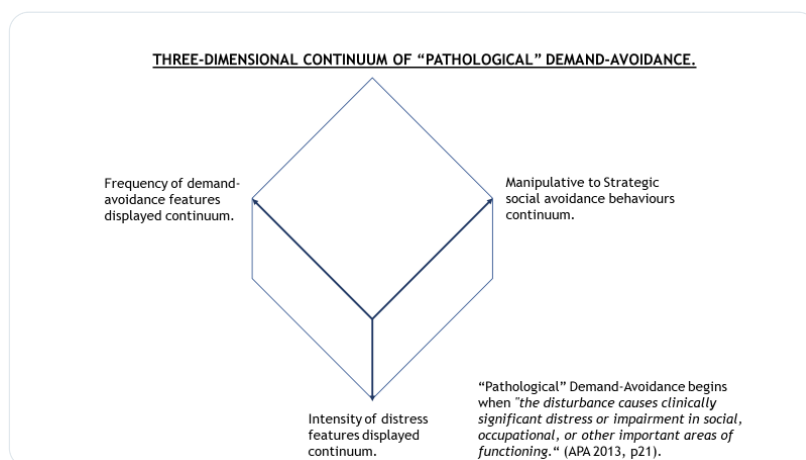 THREE-DIMENSIONAL CONTINUUM OF “PATHOLOGICAL” DEMAND-AVOIDANCE.
Frequency of demand-
avoidance features
displayed continuum.
Manipulative to Strategic
social avoidance behaviours
continuum.
Intensity of distress
features displayed
continuum.
“Pathological” Demand-Avoidance begins
when "the disturbance causes clinically
significant distress or impairment in social,
occupational, or other important areas of
functioning.“ (APA 2013, p21).